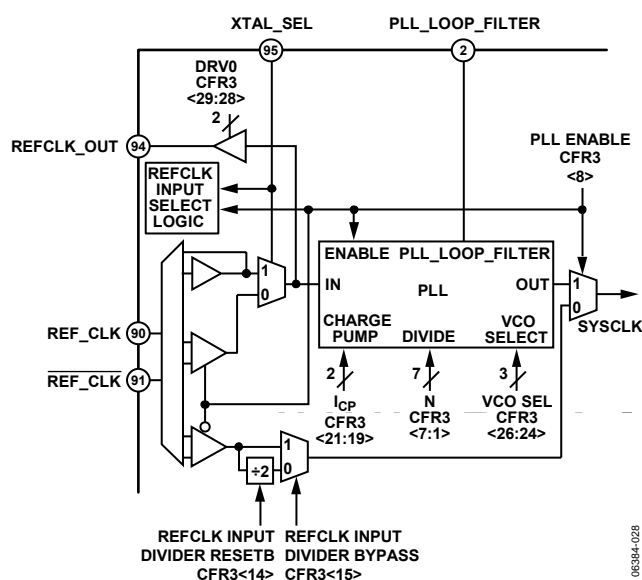 XTAL_SEL
PLL_LOOP_FILTER
95
2
DRV0
CFR3
<29:28>
2
REFCLK_OUT
94
PLL ENABLE
CFR3
<8>
REFCLK
INPUT
SELECT
LOGIC
ENABLE PLL_LOOP_FILTER
1
0
IN
PLL
OUT
1
0
SYSCLK
CHARGE
PUMP
DIVIDE
VCO
SELECT
REF_CLK
90
REF_CLK
91
2
7
3
ICP
CFR3
<21:19>
N
CFR3
<7:1>
VCO SEL
CFR3
<26:24>
1
0
÷2
REFCLK INPUT
DIVIDER RESETB
CFR3<14>
REFCLK INPUT
DIVIDER BYPASS
CFR3<15>
06384-028